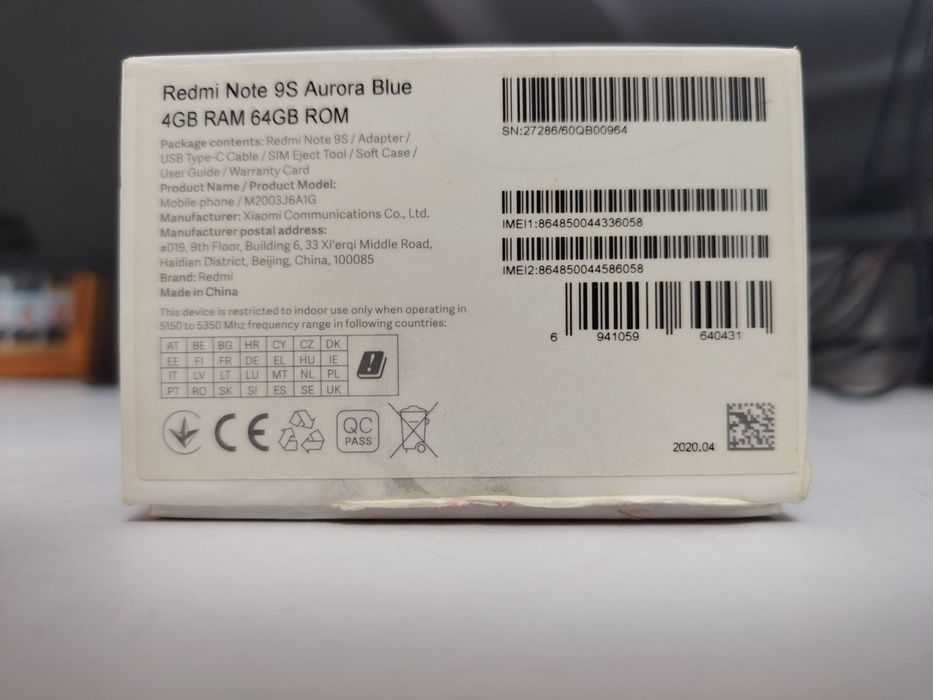 Redmi Note 9S Aurora Blue
4GB RAM 64GB ROM
Package contents: Redmi Note 9S / Adapter /
USB Type-C Cable / SIM Eject Tool / Soft Case /
User Guide / Warranty Card
Product Name / Product Model:
Mobile phone / M2003J6A1G
Manufacturer: Xiaomi Communications Co., Ltd.
Manufacturer postal address:
#019, 9th Floor, Building 6, 33 Xi'erqi Middle Road,
Haidian District, Beijing, China, 100085
Brand: Redmi
Made in China
This device is restricted to indoor use only when operating in
5150 to 5350 Mhz frequency range in following countries:
AT BE BG HR CY CZ DK
EE FI FR DE EL HU IE
IT LV LT LU MT NL PL
PT RO SK SI ES SE UK
CE
QC
PASS
SN:27286/60QB00964
IMEI1:864850044336058
IMEI2:864850044586058
6 941059 640431
2020.04